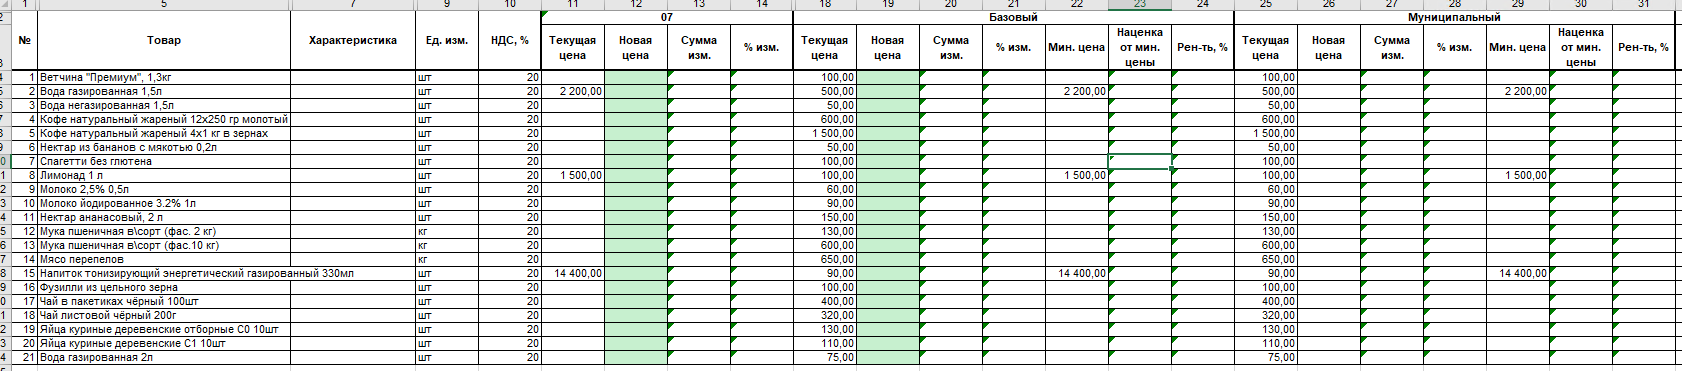 1 5 7 9 10 11 12 13 14 18 19 20 21 22 23 24 25 26 27 28 29 30 31
07 Базовый Муниципальный
№ Товар Характеристика Ед. изм. НДС, % Текущая цена Новая цена Сумма изм. % изм. Текущая цена Новая цена Сумма изм. % изм. Мин. цена Наценка от мин. цены Рен-ть, % Текущая цена Новая цена Сумма изм. % изм. Мин. цена Наценка от мин. цены Рен-ть, %
1 Ветчина "Премиум", 1,3кг шт 20 100,00 100,00
2 Вода газированная 1,5л шт 20 2 200,00 500,00 2 200,00 500,00 2 200,00
3 Вода негазированная 1,5л шт 20 50,00 50,00
4 Кофе натуральный жареный 12х250 гр молотый шт 20 600,00 600,00
5 Кофе натуральный жареный 4х1 кг в зернах шт 20 1 500,00 1 500,00
6 Нектар из бананов с мякотью 0,2л шт 20 50,00 50,00
7 Спагетти без глютена шт 20 100,00 100,00
8 Лимонад 1 л шт 20 1 500,00 100,00 1 500,00 100,00 1 500,00
9 Молоко 2,5% 0,5л шт 20 60,00 60,00
10 Молоко йодированное 3.2% 1л шт 20 90,00 90,00
11 Нектар ананасовый, 2 л шт 20 150,00 150,00
12 Мука пшеничная в\сорт (фас. 2 кг) кг 20 130,00 130,00
13 Мука пшеничная в\сорт (фас.10 кг) кг 20 600,00 600,00
14 Мясо перепелов кг 20 650,00 650,00
15 Напиток тонизирующий энергетический газированный 330мл шт 20 14 400,00 90,00 14 400,00 90,00 14 400,00
16 Фузилли из цельного зерна шт 20 100,00 100,00
17 Чай в пакетиках чёрный 100шт шт 20 400,00 400,00
18 Чай листовой чёрный 200г шт 20 320,00 320,00
19 Яйца куриные деревенские отборные С0 10шт шт 20 130,00 130,00
20 Яйца куриные деревенские С1 10шт шт 20 110,00 110,00
21 Вода газированная 2л шт 20 75,00 75,00